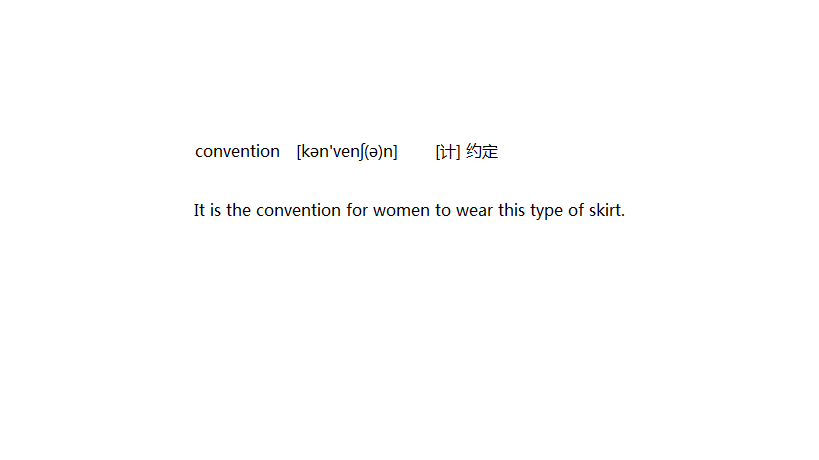 convention [kən'venʃ(ə)n] [计] 约定
It is the convention for women to wear this type of skirt.